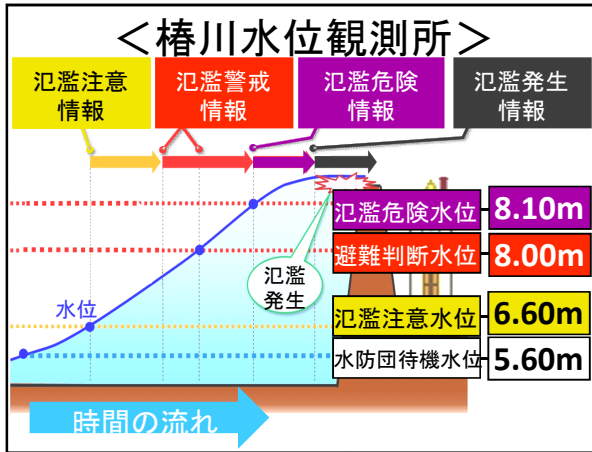 ＜椿川水位観測所＞
氾濫注意
情報
氾濫警戒
情報
氾濫危険
情報
氾濫発生
情報
氾濫危険水位
8.10m
避難判断水位
8.00m
氾濫
発生
水位
氾濫注意水位
6.60m
水防団待機水位
5.60m
時間の流れ